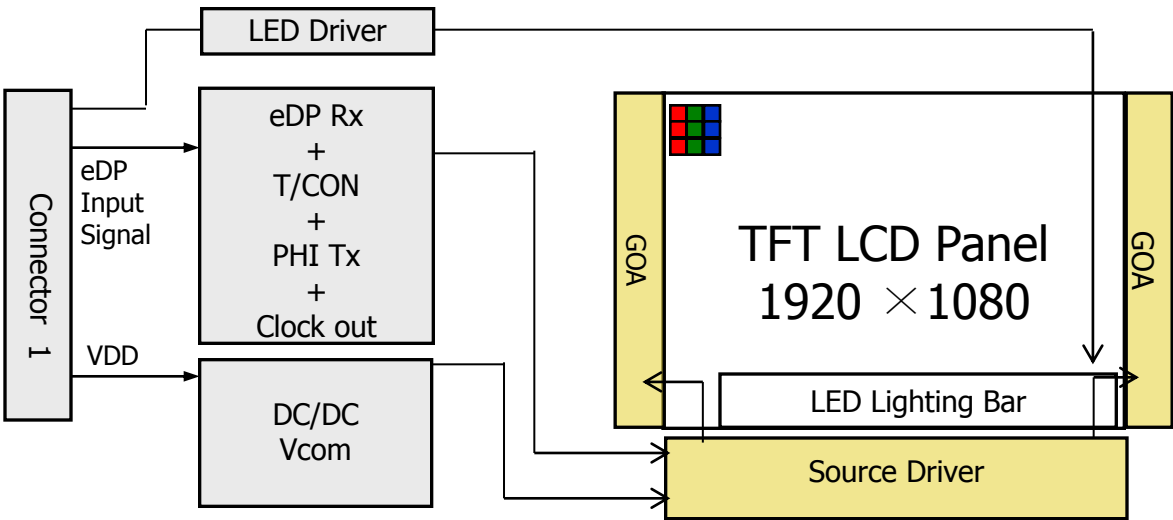 LED Driver
Connector 1
eDP
Input
Signal
VDD
eDP Rx
+
T/CON
+
PHI Tx
+
Clock out
DC/DC
Vcom
GOA
TFT LCD Panel
1920 ×1080
GOA
LED Lighting Bar
Source Driver